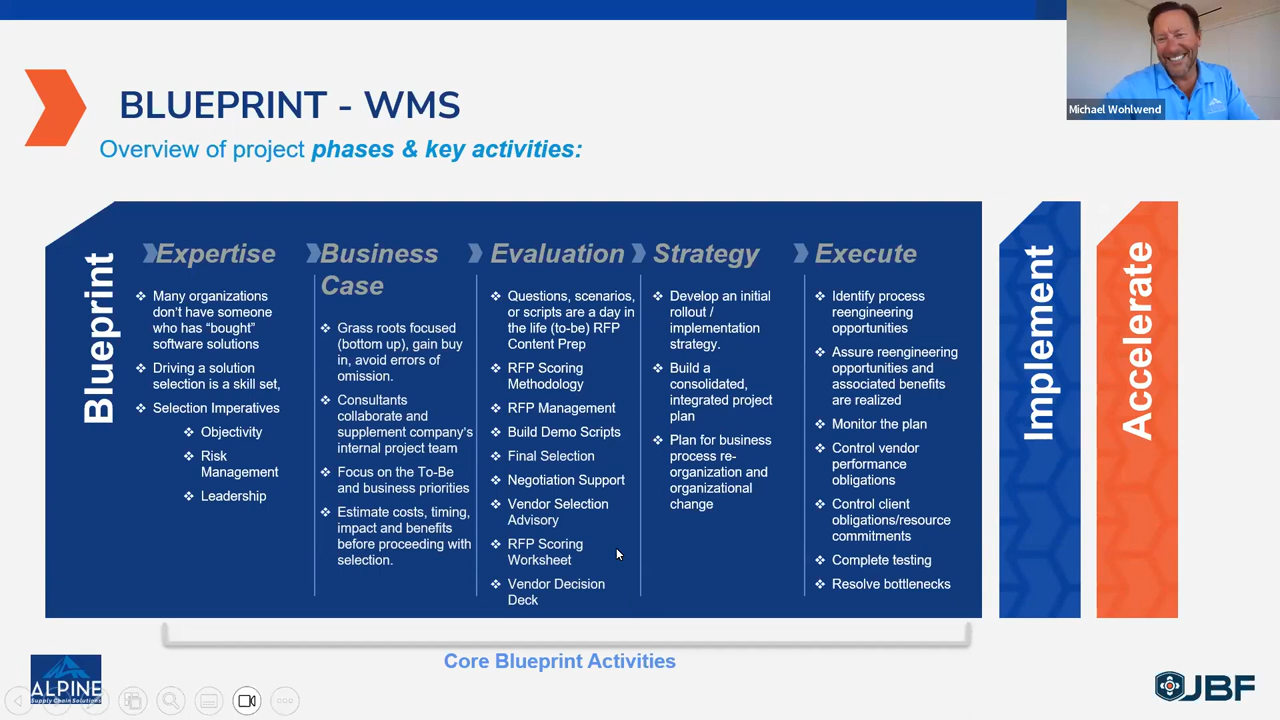 Michael Wohlwend
BLUEPRINT - WMS
Overview of project phases & key activities:
Blueprint
Expertise
Many organizations
don't have someone
who has “bought”
software solutions
Driving a solution
selection is a skill set,
Selection Imperatives
Objectivity
Risk
Management
Leadership
Business
Case
Grass roots focused
(bottom up), gain buy
in, avoid errors of
omission.
Consultants
collaborate and
supplement company's
internal project team
Focus on the To-Be
and business priorities
Estimate costs, timing,
impact and benefits
before proceeding with
selection.
Evaluation
Questions, scenarios,
or scripts are a day in
the life (to-be) RFP
Content Prep
RFP Scoring
Methodology
RFP Management
Build Demo Scripts
Final Selection
Negotiation Support
Vendor Selection
Advisory
RFP Scoring
Worksheet
Vendor Decision
Deck
Strategy
Develop an initial
rollout /
implementation
strategy.
Build a
consolidated,
integrated project
plan
Plan for business
process re-
organization and
organizational
change
Execute
Identify process
reengineering
opportunities
Assure reengineering
opportunities and
associated benefits
are realized
Monitor the plan
Control vendor
performance
obligations
Control client
obligations/resource
commitments
Complete testing
Resolve bottlenecks
Implement
Accelerate
Core Blueprint Activities
ALPINE
Supply Chain Solutions
JBF